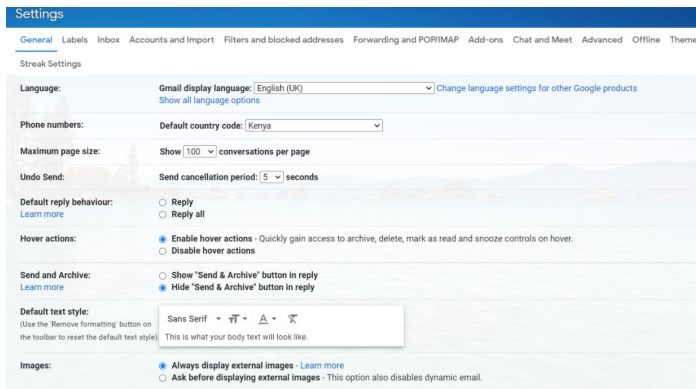 Settings
General Labels Inbox Accounts and Import Filters and blocked addresses Forwarding and POP/IMAP Add-ons Chat and Meet Advanced Offline Theme
Streak Settings
Language: Gmail display language: English (UK) Change language settings for other Google products
Show all language options
Phone numbers: Default country code: Kenya
Maximum page size: Show 100 conversations per page
Undo Send: Send cancellation period: 5 seconds
Default reply behaviour: Reply
Learn more Reply all
Hover actions: Enable hover actions - Quickly gain access to archive, delete, mark as read and snooze controls on hover.
Disable hover actions
Send and Archive: Show "Send & Archive" button in reply
Learn more Hide "Send & Archive" button in reply
Default text style:
(Use the 'Remove formatting' button on
the toolbar to reset the default text style)
Sans Serif
This is what your body text will look like.
Images: Always display external images - Learn more
Ask before displaying external images - This option also disables dynamic email.